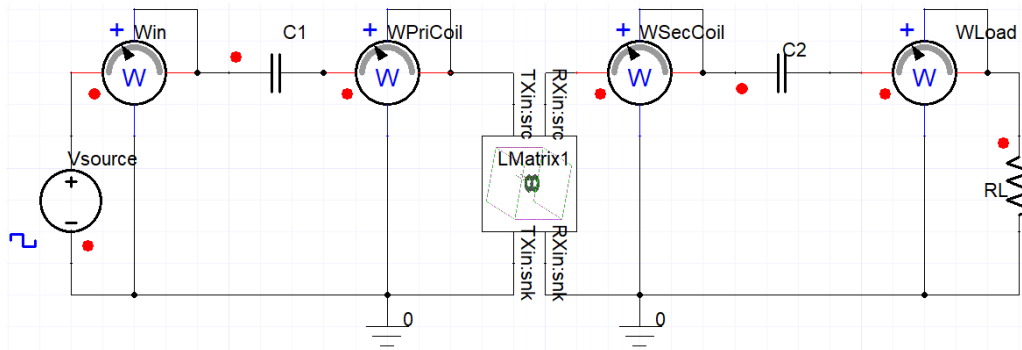 + Win
C1
+ WPriCoil
+ WSecCoil
C2
+ WLoad
W
W
W
W
TXin:src
RXin:src
Vsource
+
−
LMatrix1
RL
TXin:snk
RXin:snk
0
0